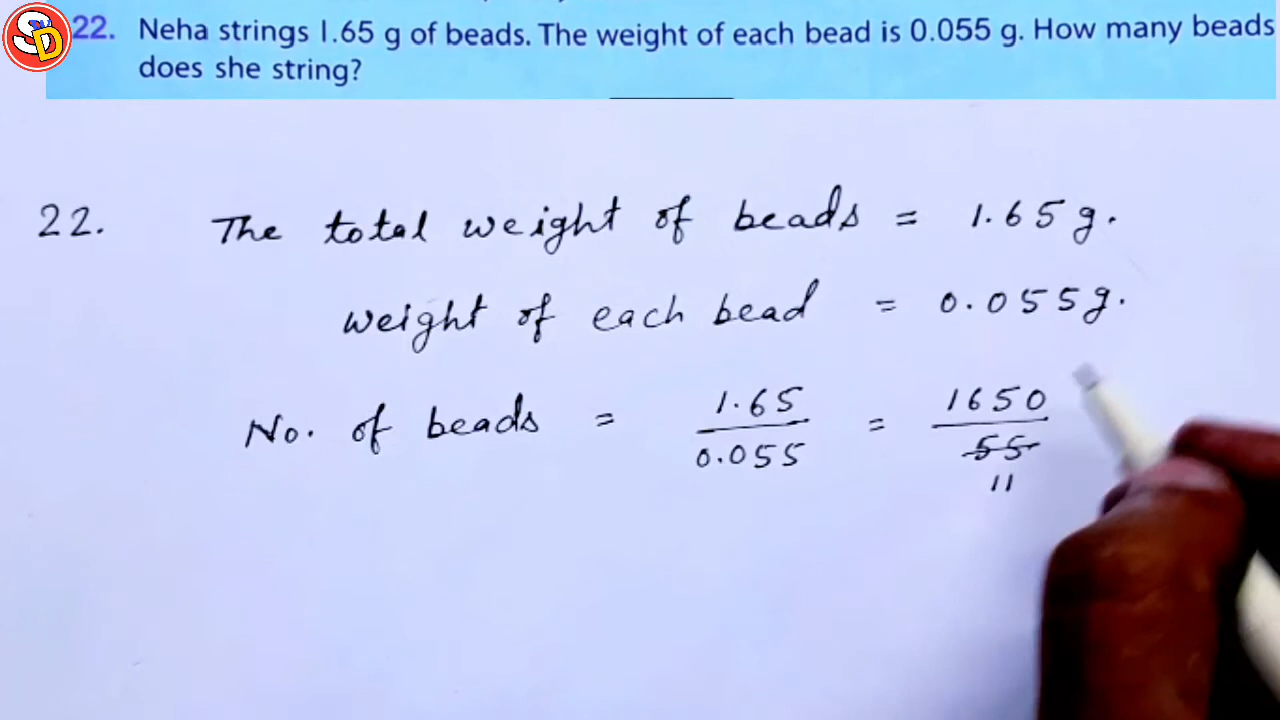 SD
22. Neha strings 1.65 g of beads. The weight of each bead is 0.055 g. How many beads
does she string?
22. The total weight of beads = 1.65 g.
weight of each bead = 0.055 g.
No. of beads = 1.65 / 0.055 = 1650 / 55
11